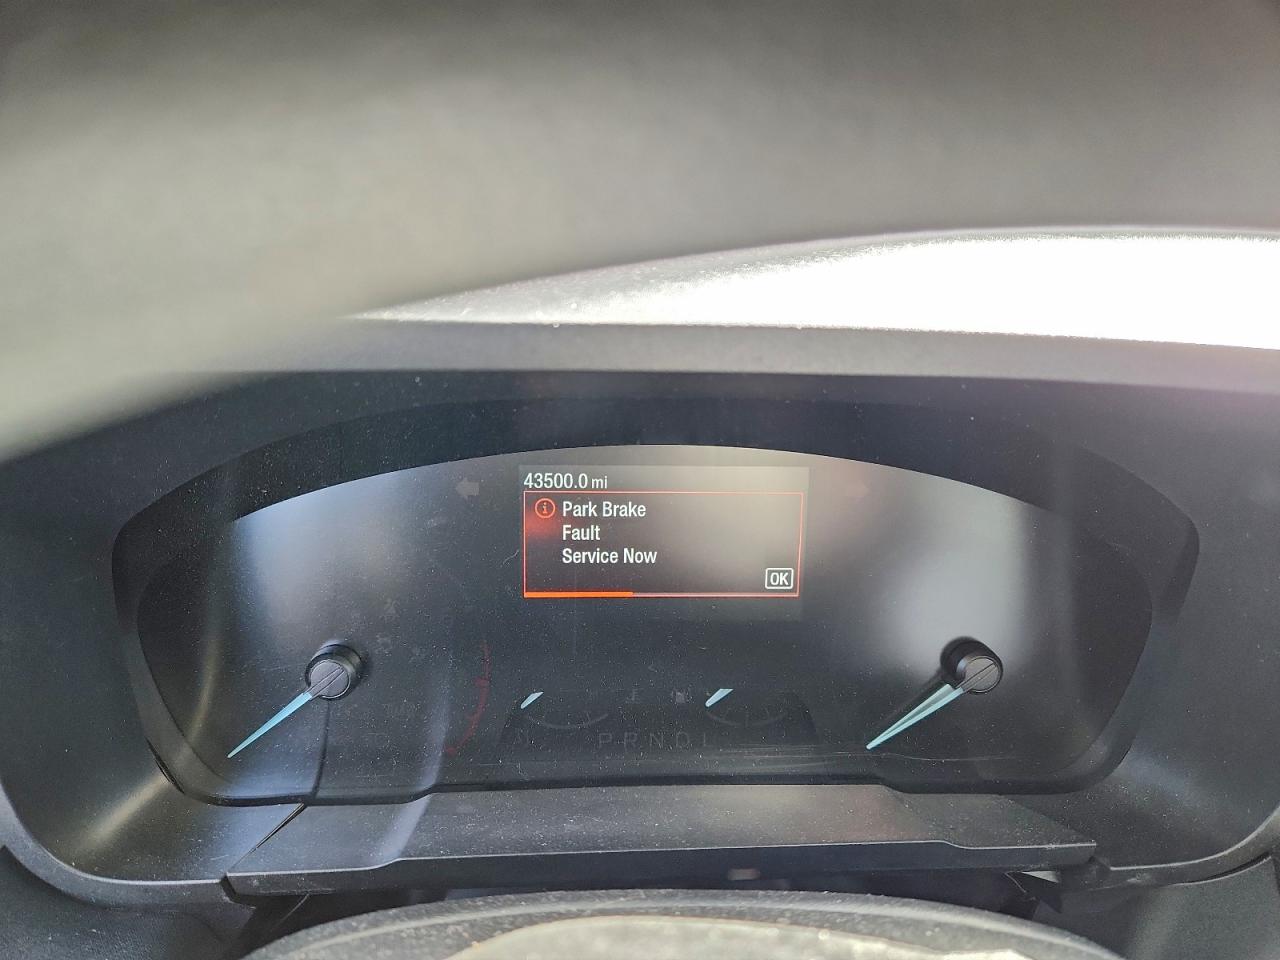 43500.0 mi
Park Brake
Fault
Service Now
OK
PRNDL